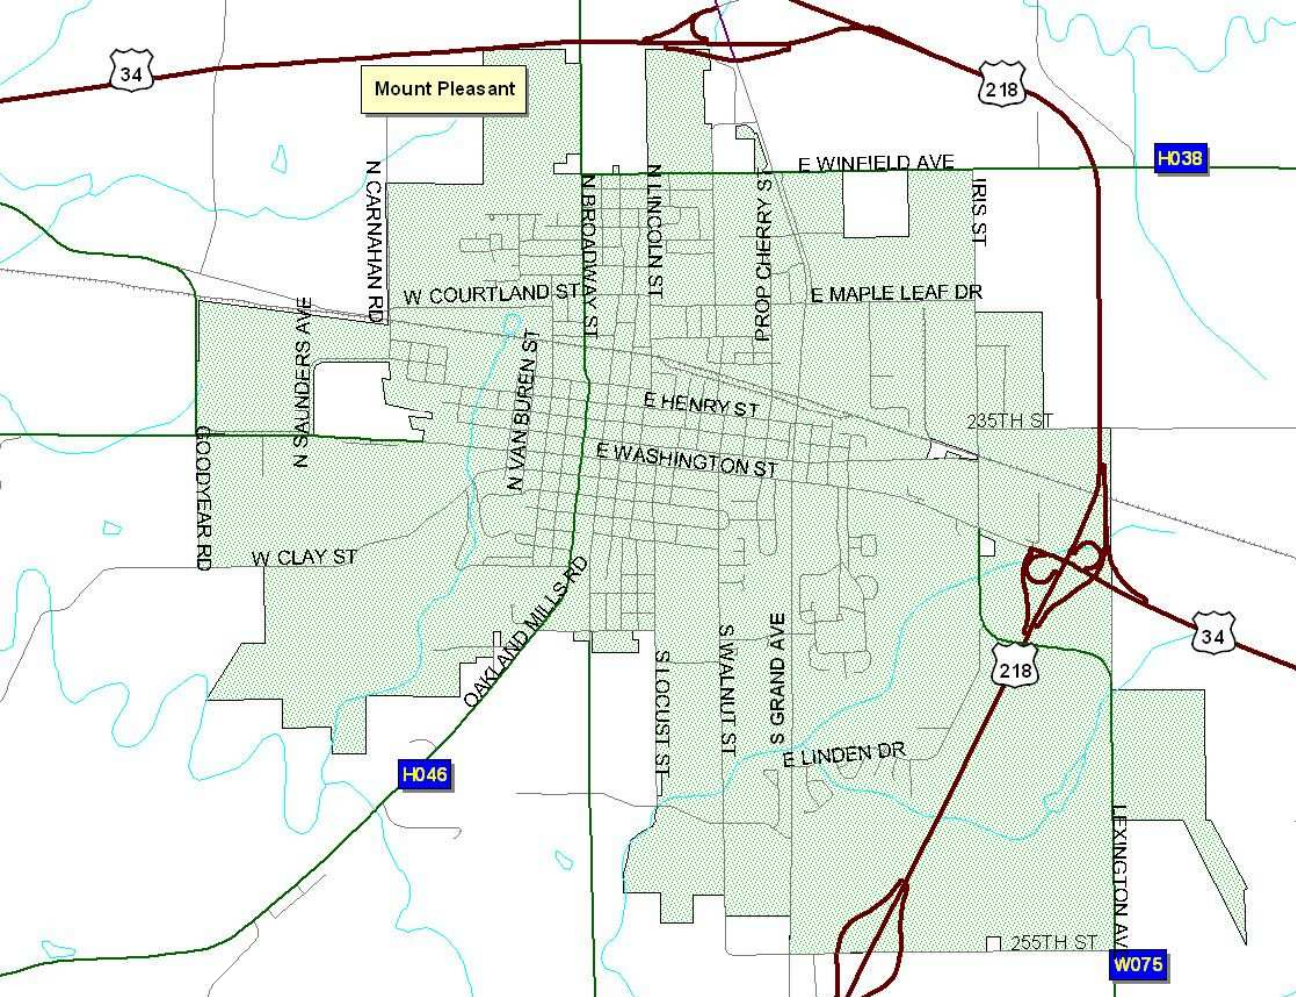 34
Mount Pleasant
218
H038
E WINFIELD AVE
N CARNAHAN RD
N BROADWAY ST
N LINCOLN ST
PROP CHERRY ST
IRIS ST
W COURTLAND ST
E MAPLE LEAF DR
N SAUNDERS AVE
N VAN BUREN ST
E HENRY ST
235TH ST
GOODYEAR RD
E WASHINGTON ST
W CLAY ST
OAKLAND MILLS RD
34
218
S LOCUST ST
S WALNUT ST
S GRAND AVE
E LINDEN DR
H046
LEXINGTON AV
255TH ST
W075